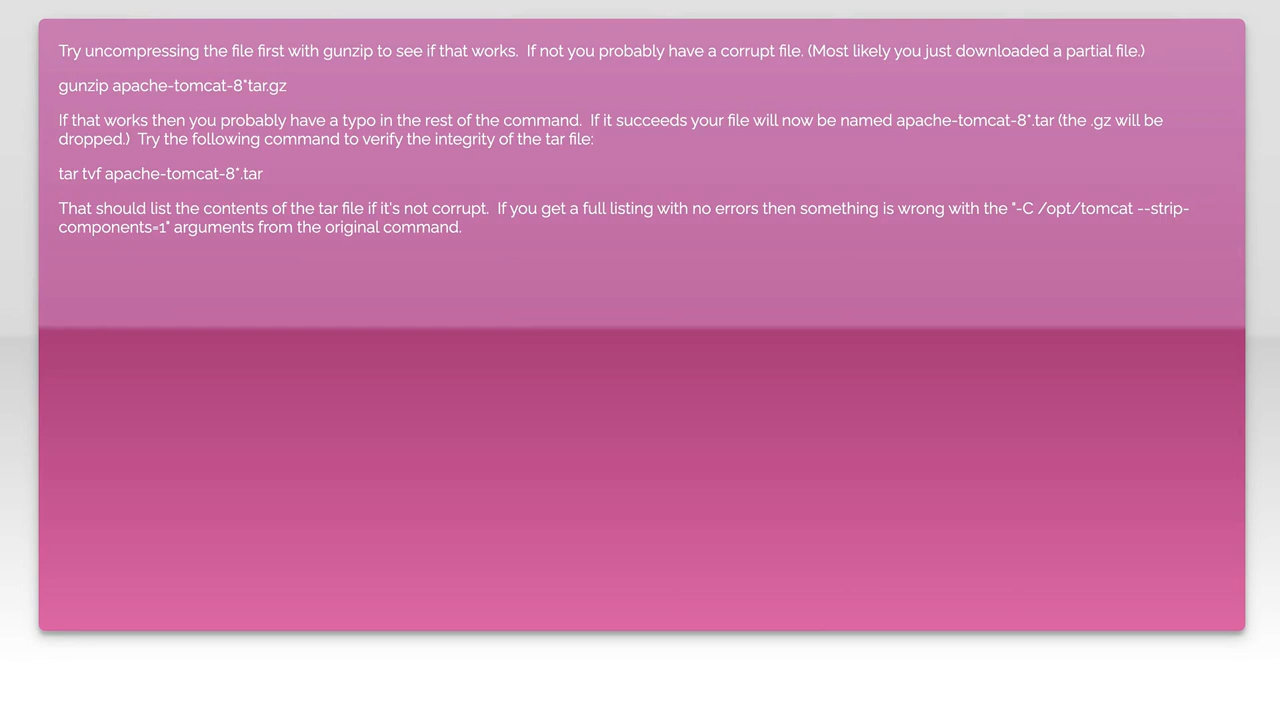 Try uncompressing the file first with gunzip to see if that works.  If not you probably have a corrupt file. (Most likely you just downloaded a partial file.)
gunzip apache-tomcat-8*tar.gz
If that works then you probably have a typo in the rest of the command.  If it succeeds your file will now be named apache-tomcat-8*.tar (the .gz will be
dropped.)  Try the following command to verify the integrity of the tar file:
tar tvf apache-tomcat-8*.tar
That should list the contents of the tar file if it's not corrupt.  If you get a full listing with no errors then something is wrong with the "-C /opt/tomcat --strip-
components=1" arguments from the original command.